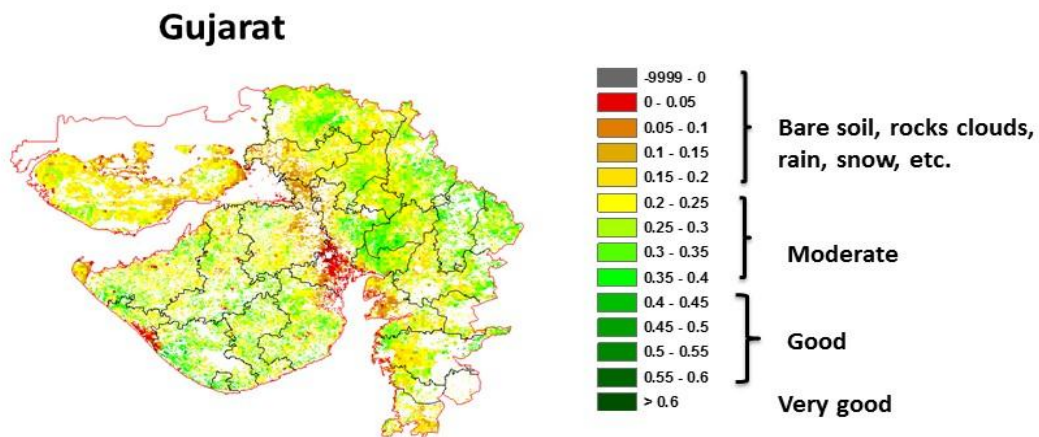 Gujarat
-9999 - 0
0 - 0.05
0.05 - 0.1
0.1 - 0.15
0.15 - 0.2
0.2 - 0.25
0.25 - 0.3
0.3 - 0.35
0.35 - 0.4
0.4 - 0.45
0.45 - 0.5
0.5 - 0.55
0.55 - 0.6
> 0.6
Bare soil, rocks clouds,
rain, snow, etc.
Moderate
Good
Very good